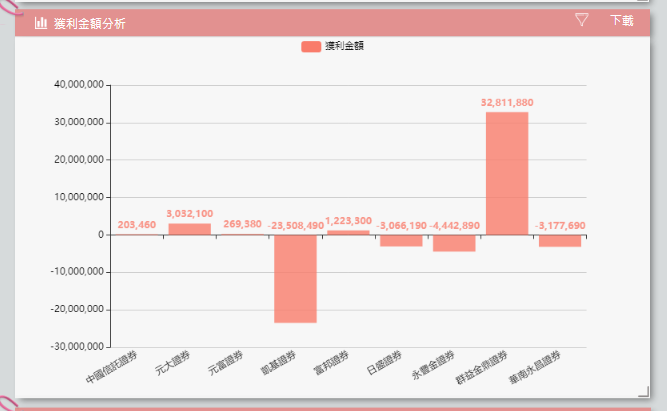 獲利金額分析
下載
獲利金額
40,000,000
30,000,000
20,000,000
10,000,000
0
-10,000,000
-20,000,000
-30,000,000
203,460
3,032,100
269,380
-23,508,490
1,223,300
-3,066,190
-4,442,890
32,811,880
-3,177,690
中國信託證券
元大證券
元富證券
凱基證券
富邦證券
日盛證券
永豐金證券
群益金鼎證券
華南永昌證券